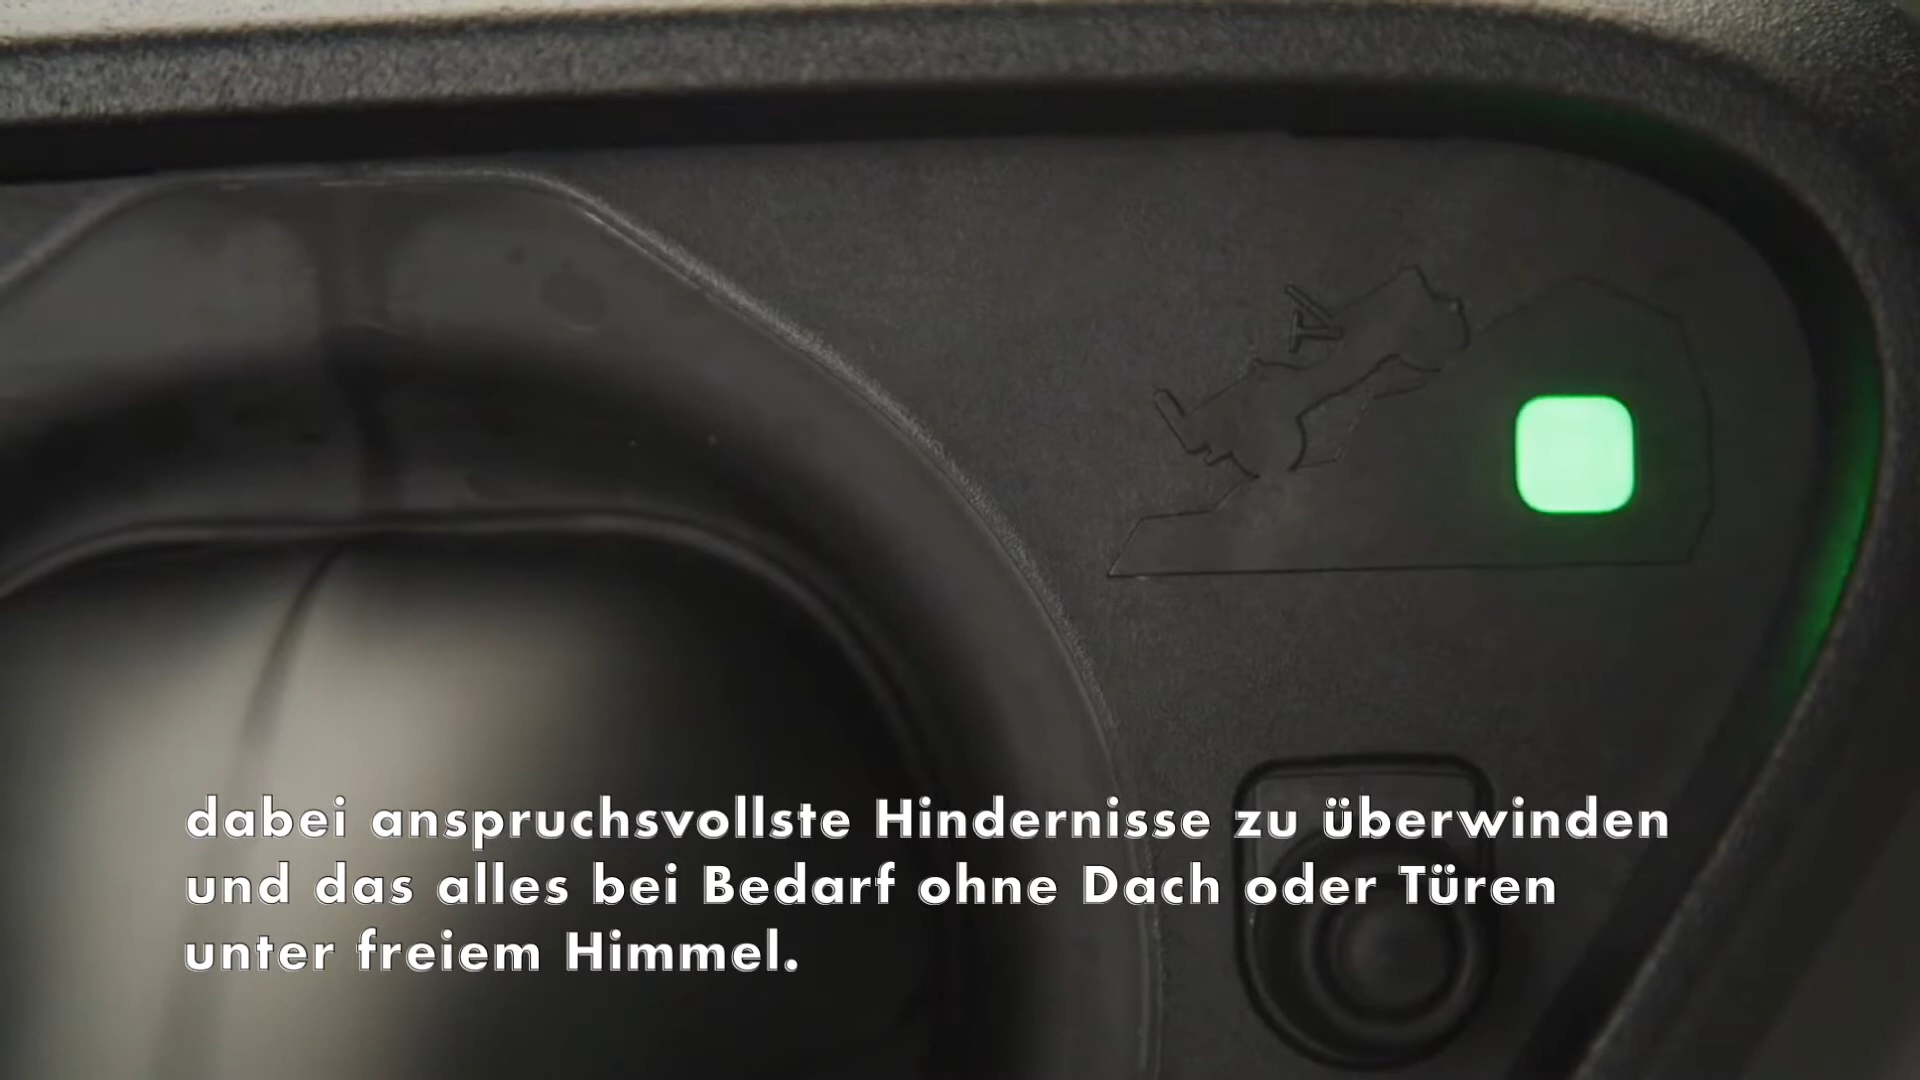 dabei anspruchsvollste Hindernisse zu überwinden
und das alles bei Bedarf ohne Dach oder Türen
unter freiem Himmel.